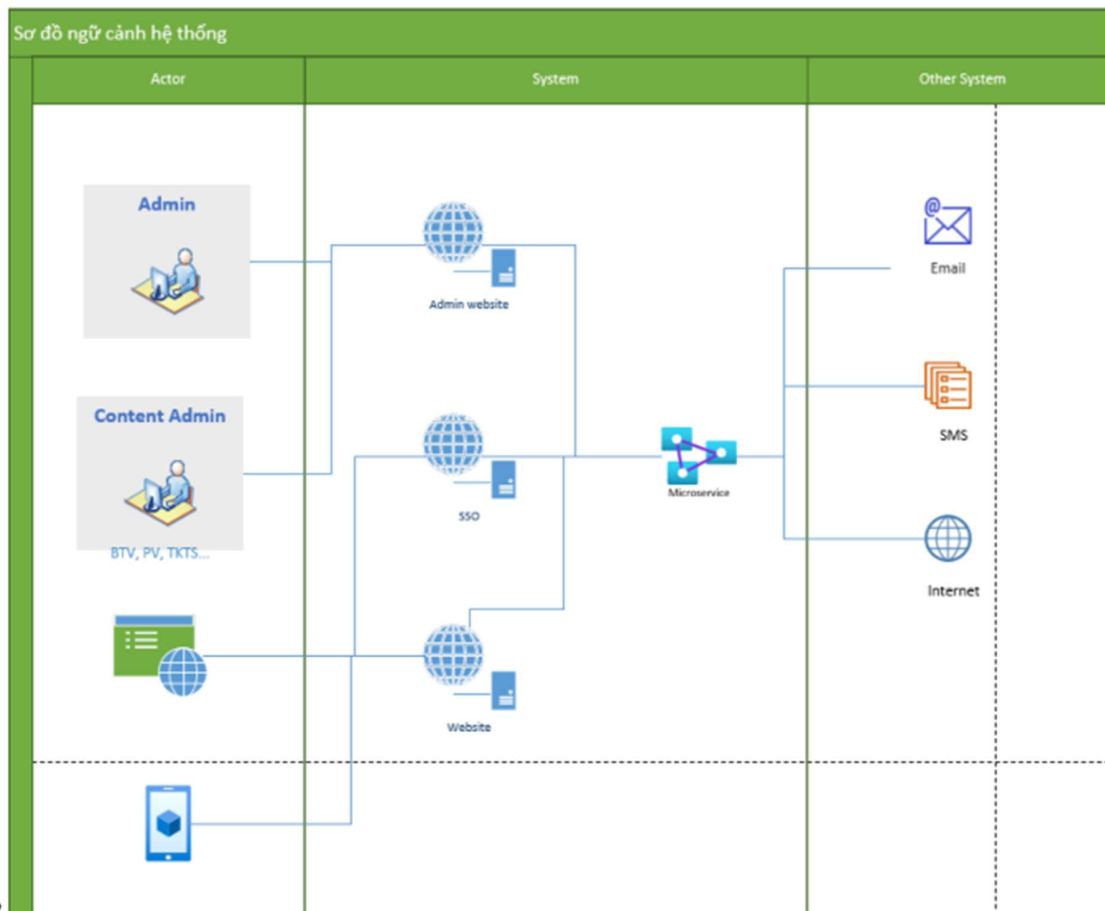 Sơ đồ ngữ cảnh hệ thống
Actor
System
Other System
Admin
Admin website
Email
Content Admin
SMS
SSO
Microservice
BTV, PV, TKTS...
Internet
Website